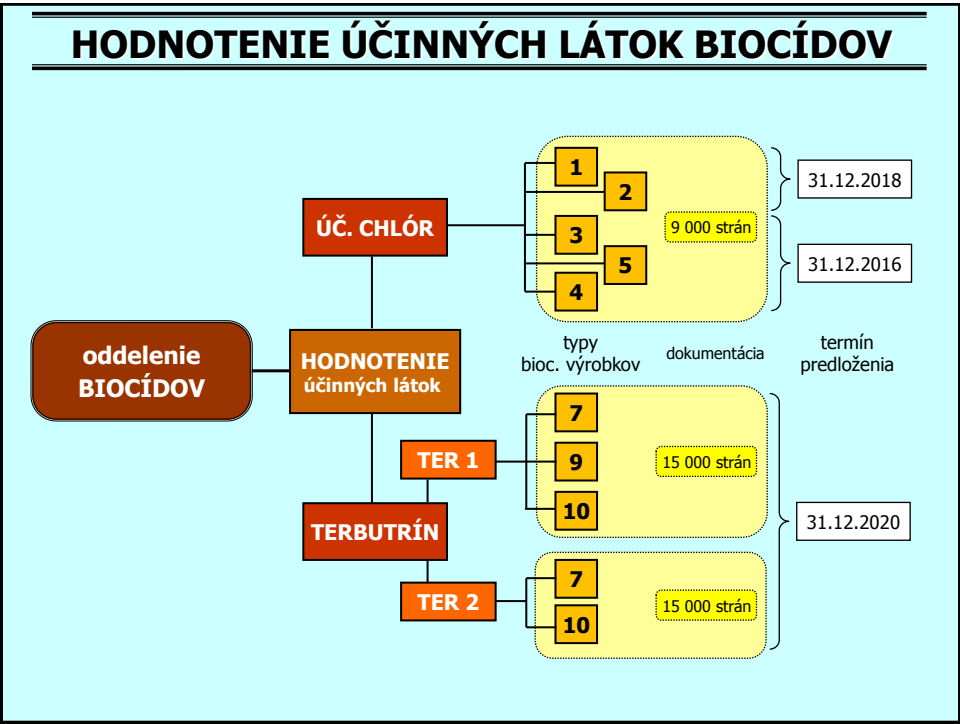 HODNOTENIE ÚČINNÝCH LÁTOK BIOCÍDOV
1
2
31.12.2018
ÚČ. CHLÓR
3
9 000 strán
5
31.12.2016
4
oddelenie
BIOCÍDOV
HODNOTENIE
účinných látok
typy
bioc. výrobkov
dokumentácia
termín
predloženia
7
TER 1
9
15 000 strán
10
TERBUTRÍN
31.12.2020
7
TER 2
15 000 strán
10